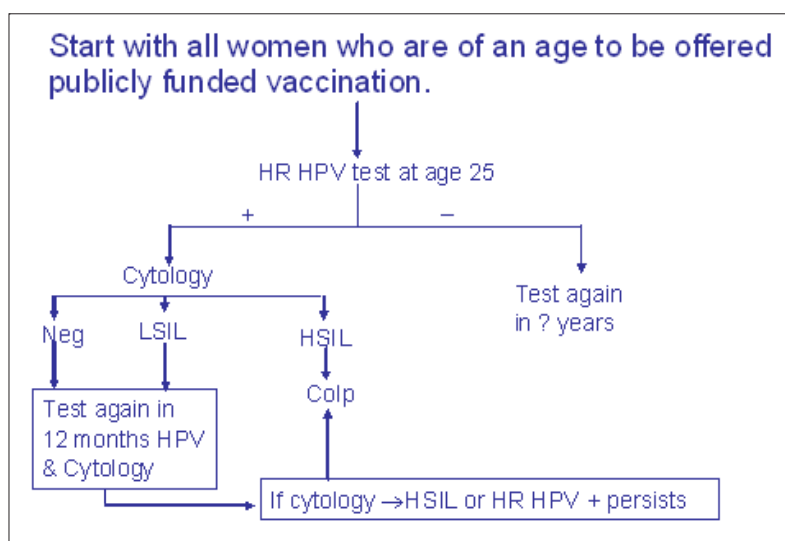 Start with all women who are of an age to be offered
publicly funded vaccination.
HR HPV test at age 25
+
–
Cytology
Test again
in ? years
Neg
LSIL
HSIL
Colp
Test again in
12 months HPV
& Cytology
If cytology →HSIL or HR HPV + persists